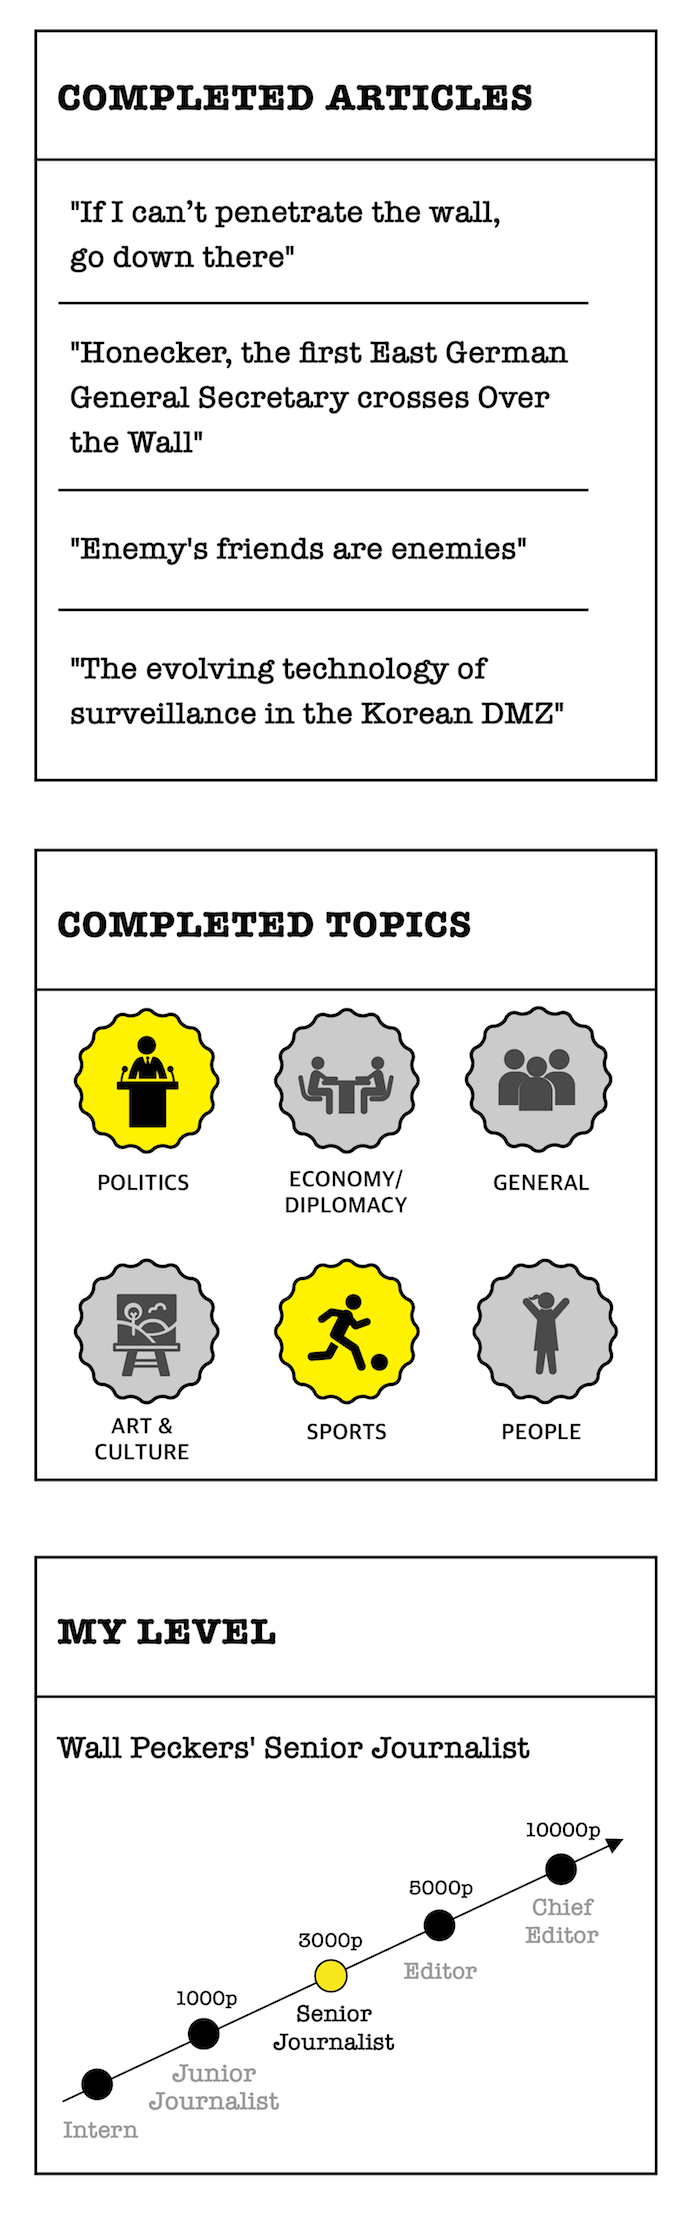 COMPLETED ARTICLES
"If I can’t penetrate the wall,
go down there"
"Honecker, the first East German
General Secretary crosses Over
the Wall"
"Enemy's friends are enemies"
"The evolving technology of
surveillance in the Korean DMZ"
COMPLETED TOPICS
POLITICS
ECONOMY/
DIPLOMACY
GENERAL
ART &
CULTURE
SPORTS
PEOPLE
MY LEVEL
Wall Peckers' Senior Journalist
10000p
Chief
Editor
5000p
Editor
3000p
Senior
Journalist
1000p
Junior
Journalist
Intern